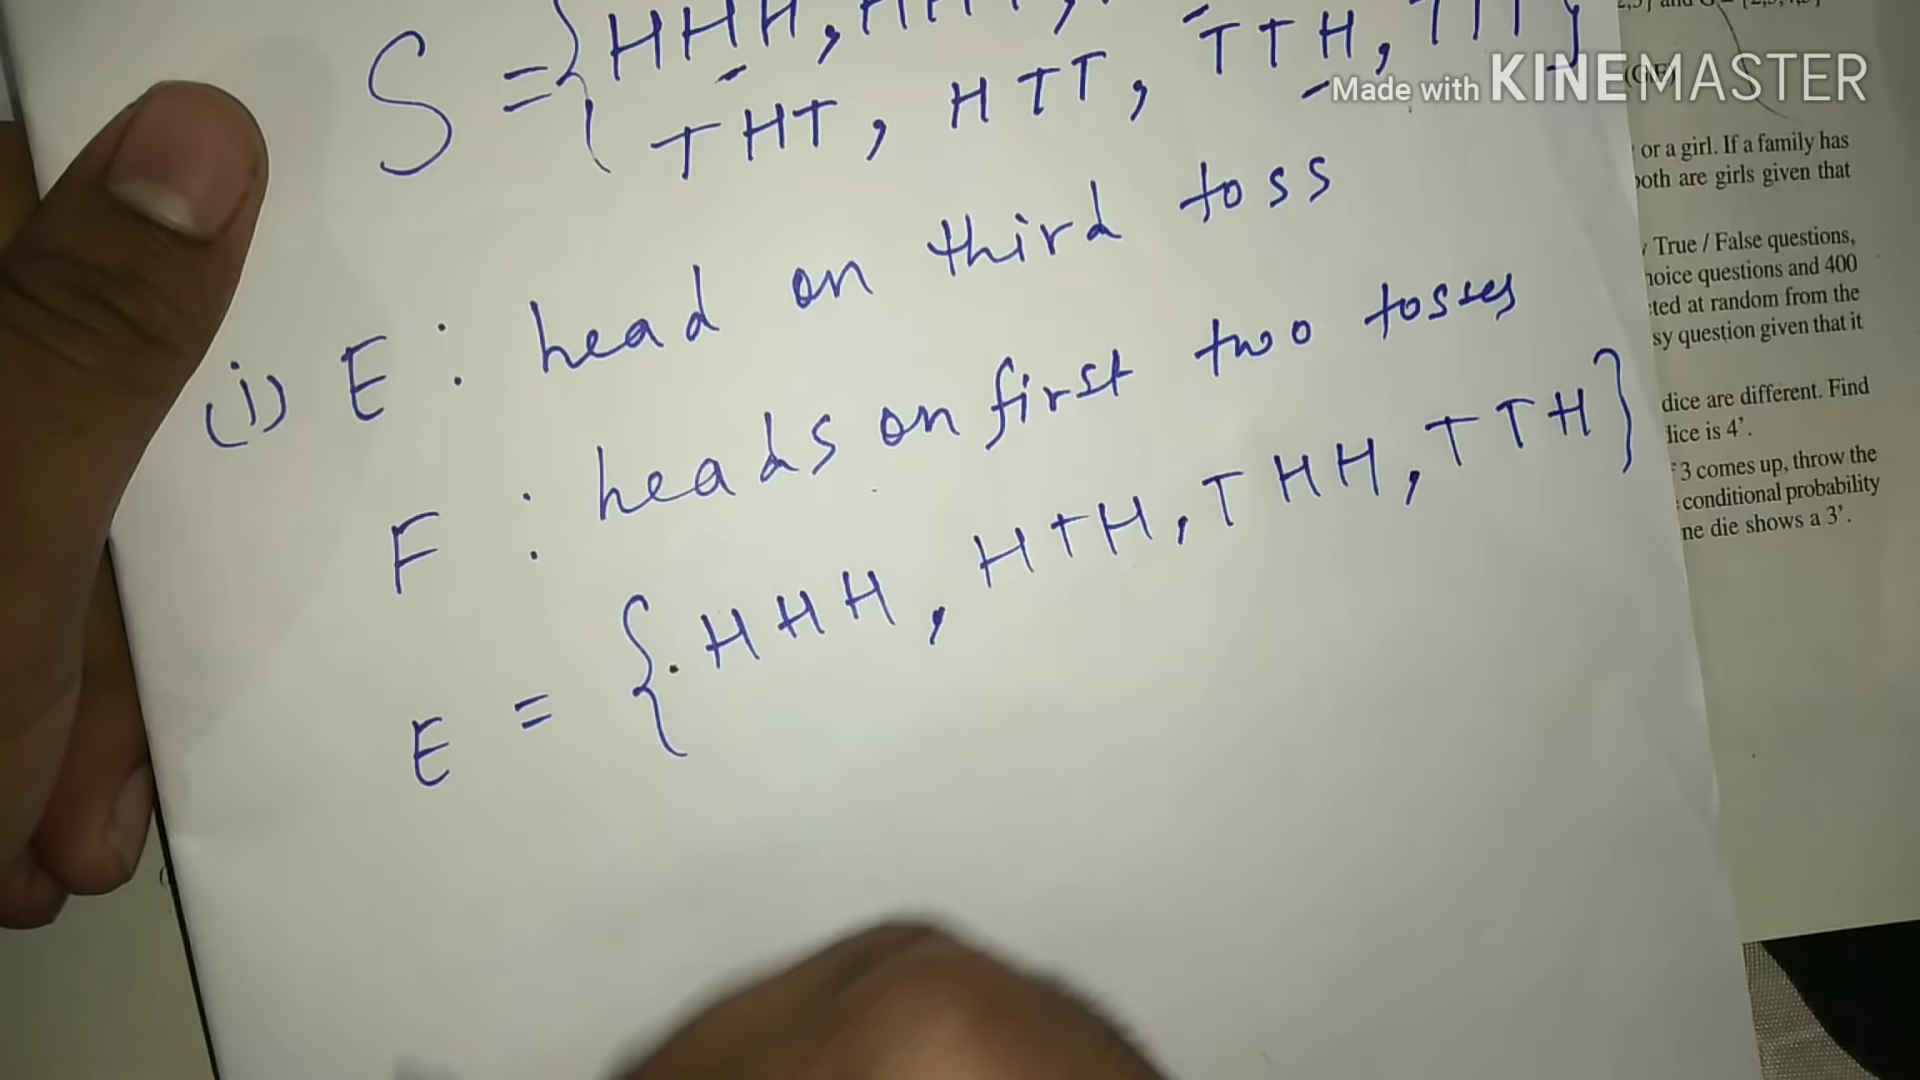 S = { HHH, 
TTH, TTT }
THT, HTT,
Made with KINEMASTER
(i) E : head on third toss
F : heads on first two tosses
E = { HHH, HTH, THH, TTH }
or a girl. If a family has
both are girls given that
True / False questions,
choice questions and 400
ted at random from the
sy question given that it
dice are different. Find
dice is 4’.
3 comes up, throw the
conditional probability
ne die shows a 3’.